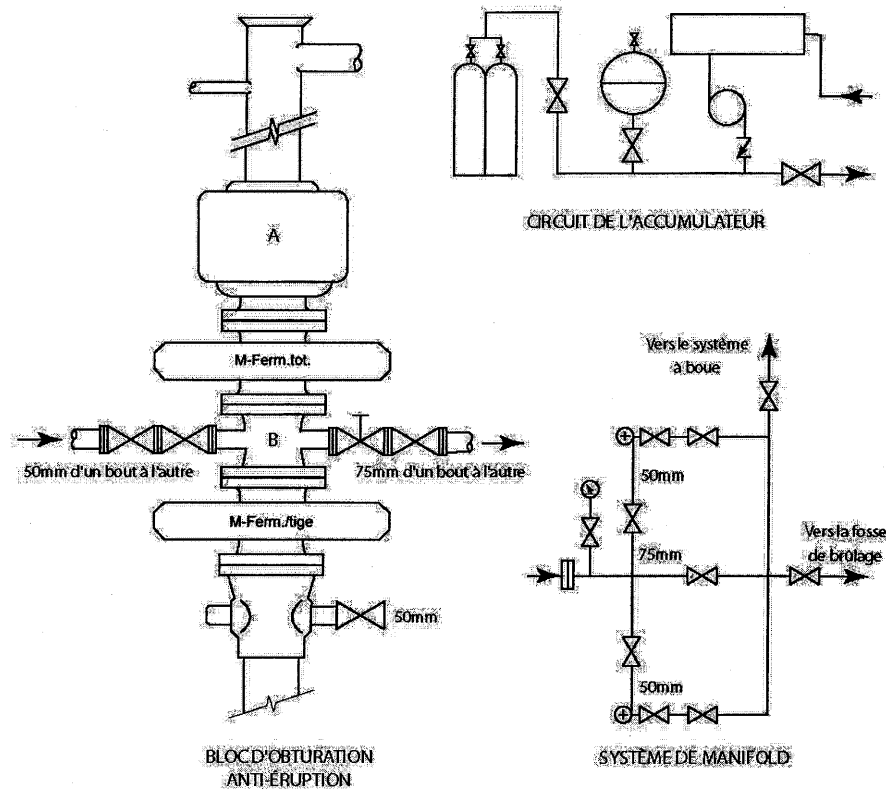 A
M-Ferm.tot.
B
50mm d'un bout à l'autre
75mm d'un bout à l'autre
M-Ferm./tige
50mm
BLOC D'OBTURATION
ANTI-ÉRUPTION
CIRCUIT DE L'ACCUMULATEUR
Vers le système
à boue
50mm
75mm
Vers la fosse
de brûlage
50mm
SYSTÈME DE MANIFOLD